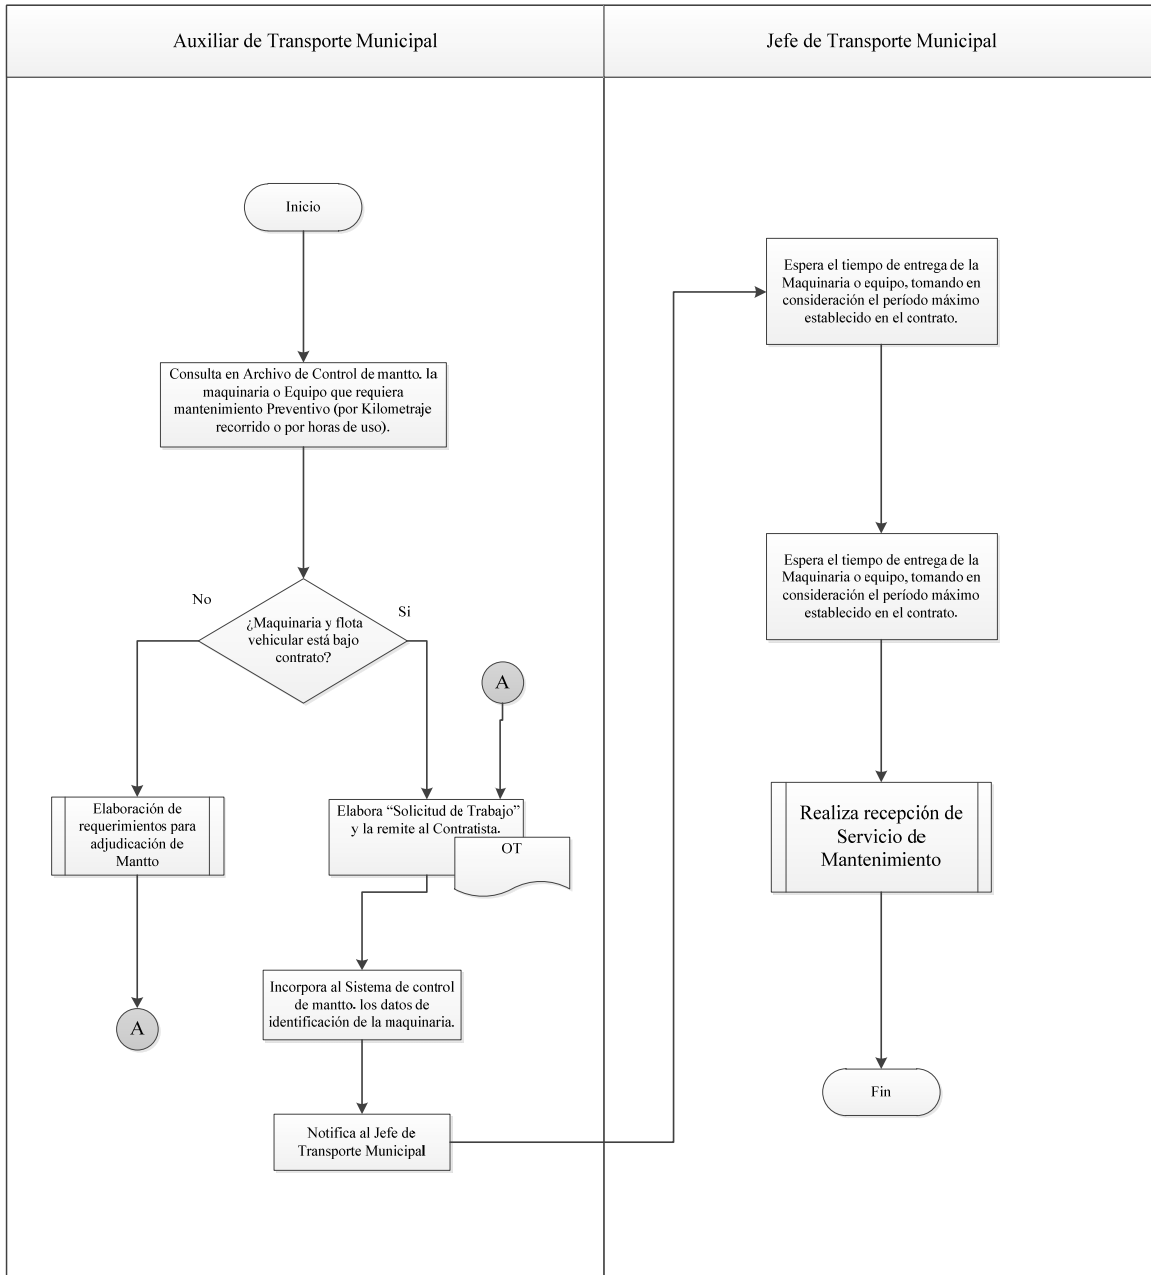 Auxiliar de Transporte Municipal
Jefe de Transporte Municipal
Inicio
Consulta en Archivo de Control de mantto. la
maquinaria o Equipo que requiera
mantenimiento Preventivo (por Kilometraje
recorrido o por horas de uso).
No
Si
¿Maquinaria y flota
vehicular está bajo
contrato?
A
Elaboración de
requerimientos para
adjudicación de
Mantto
Elabora “Solicitud de Trabajo”
y la remite al Contratista.
OT
A
Incorpora al Sistema de control
de mantto. los datos de
identificación de la maquinaria.
Notifica al Jefe de
Transporte Municipal
Espera el tiempo de entrega de la
Maquinaria o equipo, tomando en
consideración el período máximo
establecido en el contrato.
Espera el tiempo de entrega de la
Maquinaria o equipo, tomando en
consideración el período máximo
establecido en el contrato.
Realiza recepción de
Servicio de
Mantenimiento
Fin